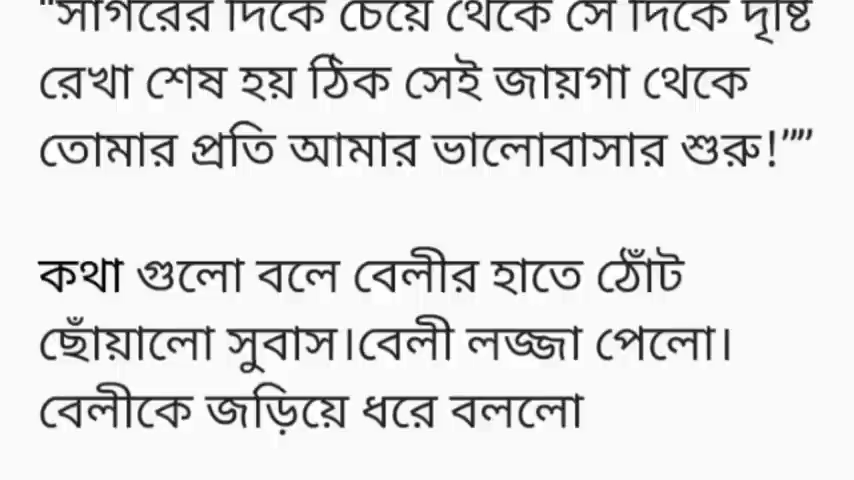 "সাগরের দিকে চেয়ে থেকে সে দিকে দৃষ্টি
রেখা শেষ হয় ঠিক সেই জায়গা থেকে
তোমার প্রতি আমার ভালোবাসার শুরু!””
কথা গুলো বলে বেলীর হাতে ঠোঁট
ছোঁয়ালো সুবাস।বেলী লজ্জা পেলো।
বেলীকে জড়িয়ে ধরে বললো